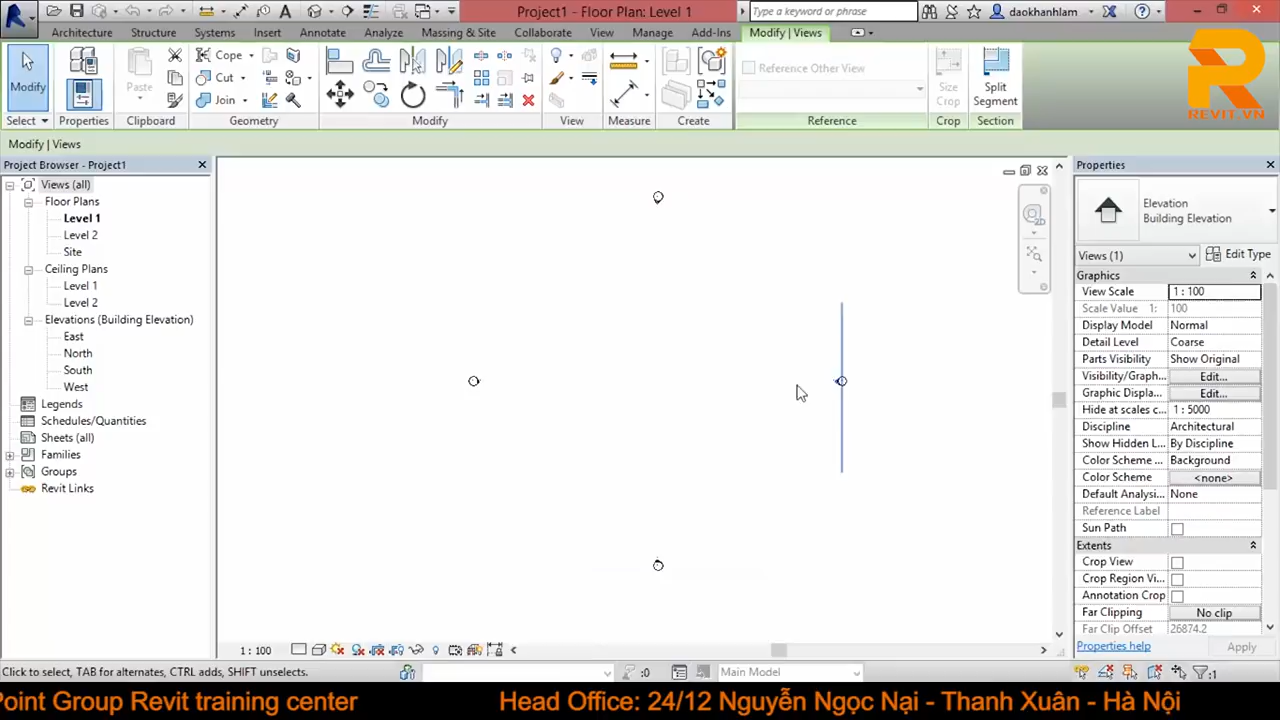 Project1 - Floor Plan: Level 1
Type a keyword or phrase
daokhanhlam
Architecture
Structure
Systems
Insert
Annotate
Analyze
Massing & Site
Collaborate
View
Manage
Add-Ins
Modify | Views
Modify
Paste
Cope
Cut
Join
Reference Other View
Size
Crop
Split
Segment
Select
Properties
Clipboard
Geometry
Modify
View
Measure
Create
Reference
Crop
Section
REVIT.VN
Modify | Views
Project Browser - Project1
Views (all)
Floor Plans
Level 1
Level 2
Site
Ceiling Plans
Level 1
Level 2
Elevations (Building Elevation)
East
North
South
West
Legends
Schedules/Quantities
Sheets (all)
Families
Groups
Revit Links
2D
Properties
Elevation
Building Elevation
Views (1)
Edit Type
Graphics
View Scale 1 : 100
Scale Value 1: 100
Display Model Normal
Detail Level Coarse
Parts Visibility Show Original
Visibility/Graph... Edit...
Graphic Displa... Edit...
Hide at scales c... 1 : 5000
Discipline Architectural
Show Hidden L... By Discipline
Color Scheme ... Background
Color Scheme <none>
Default Analysi... None
Reference Label
Sun Path
Extents
Crop View
Crop Region Vi...
Annotation Crop
Far Clipping No clip
Far Clip Offset 26874.2
Properties help
Apply
1 : 100
Click to select, TAB for alternates, CTRL adds, SHIFT unselects.
:0
Main Model
:1
Point Group Revit training center
Head Office: 24/12 Nguyễn Ngọc Nại - Thanh Xuân - Hà Nội